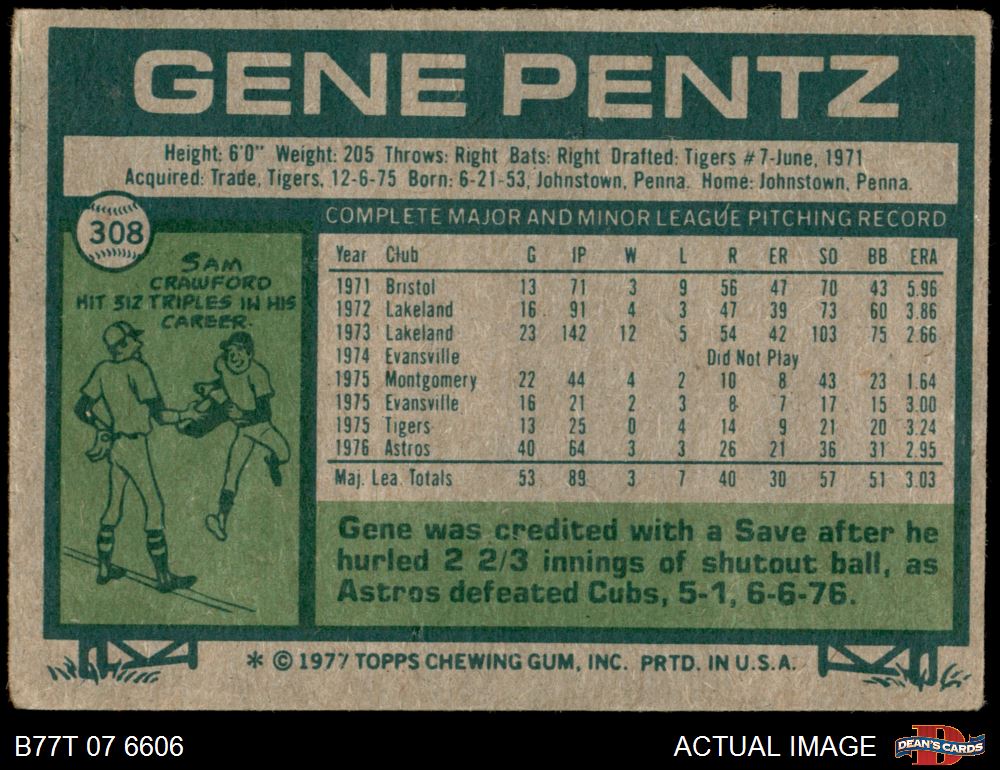 GENE PENTZ
Height: 6'0" Weight: 205 Throws: Right Bats: Right Drafted: Tigers #7-June, 1971
Acquired: Trade, Tigers, 12-6-75 Born: 6-21-53, Johnstown, Penna. Home: Johnstown, Penna.
308
SAM
CRAWFORD
HIT 312 TRIPLES IN HIS
CAREER.
COMPLETE MAJOR AND MINOR LEAGUE PITCHING RECORD
Year Club G IP W L R ER SO BB ERA
1971 Bristol 13 71 3 9 56 47 70 43 5.96
1972 Lakeland 16 91 4 3 47 39 73 60 3.86
1973 Lakeland 23 142 12 5 54 42 103 75 2.66
1974 Evansville Did Not Play
1975 Montgomery 22 44 4 2 10 8 43 23 1.64
1975 Evansville 16 21 2 3 8 7 17 15 3.00
1975 Tigers 13 25 0 4 14 9 21 20 3.24
1976 Astros 40 64 3 3 26 21 36 31 2.95
Maj. Lea. Totals 53 89 3 7 40 30 57 51 3.03
Gene was credited with a Save after he
hurled 2 2/3 innings of shutout ball, as
Astros defeated Cubs, 5-1, 6-6-76.
* © 1977 TOPPS CHEWING GUM, INC. PRTD. IN U.S.A.
B77T 07 6606
ACTUAL IMAGE
D
DEAN'S CARDS